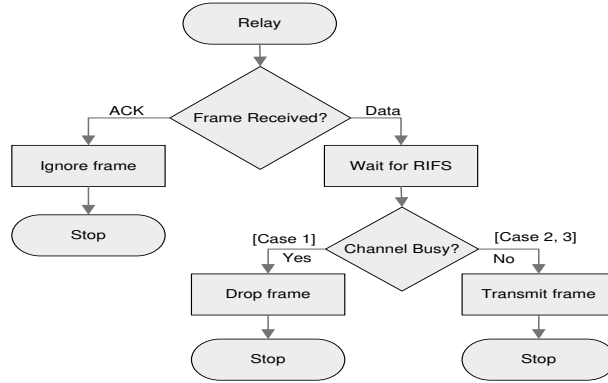 Relay
ACK
Frame Received?
Data
Ignore frame
Wait for RIFS
Stop
[Case 1]
Yes
Channel Busy?
[Case 2, 3]
No
Drop frame
Transmit frame
Stop
Stop